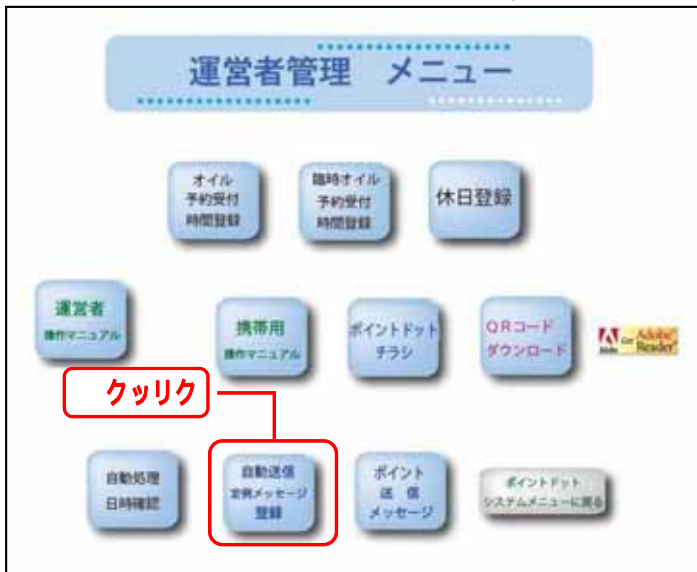 運営者管理 メニュー
オイル
予約受付
時間登録
臨時オイル
予約受付
時間登録
休日登録
運営者
操作マニュアル
携帯用
操作マニュアル
ポイントドット
チラシ
QRコード
ダウンロード
Get Adobe
Reader
クッリク
自動処理
日時確認
自動送信
定例メッセージ
登録
ポイント
送 信
メッセージ
ポイントドット
システムメニューに戻る